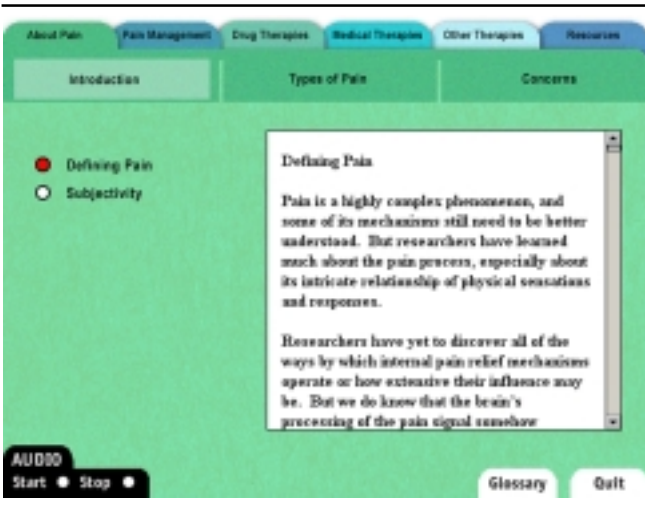 About Pain Pain Management Drug Therapies Medical Therapies Other Therapies Resources
Introduction Types of Pain Concerns
Defining Pain
Subjectivity
Defining Pain
Pain is a highly complex phenomenon, and
some of its mechanisms still need to be better
understood. But researchers have learned
much about the pain process, especially about
its intricate relationship of physical sensations
and responses.
Researchers have yet to discover all of the
ways by which internal pain relief mechanisms
operate or how extensive their influence may
be. But we do know that the brain's
processing of the pain signal somehow
AUDIO
Start Stop
Glossary Quit